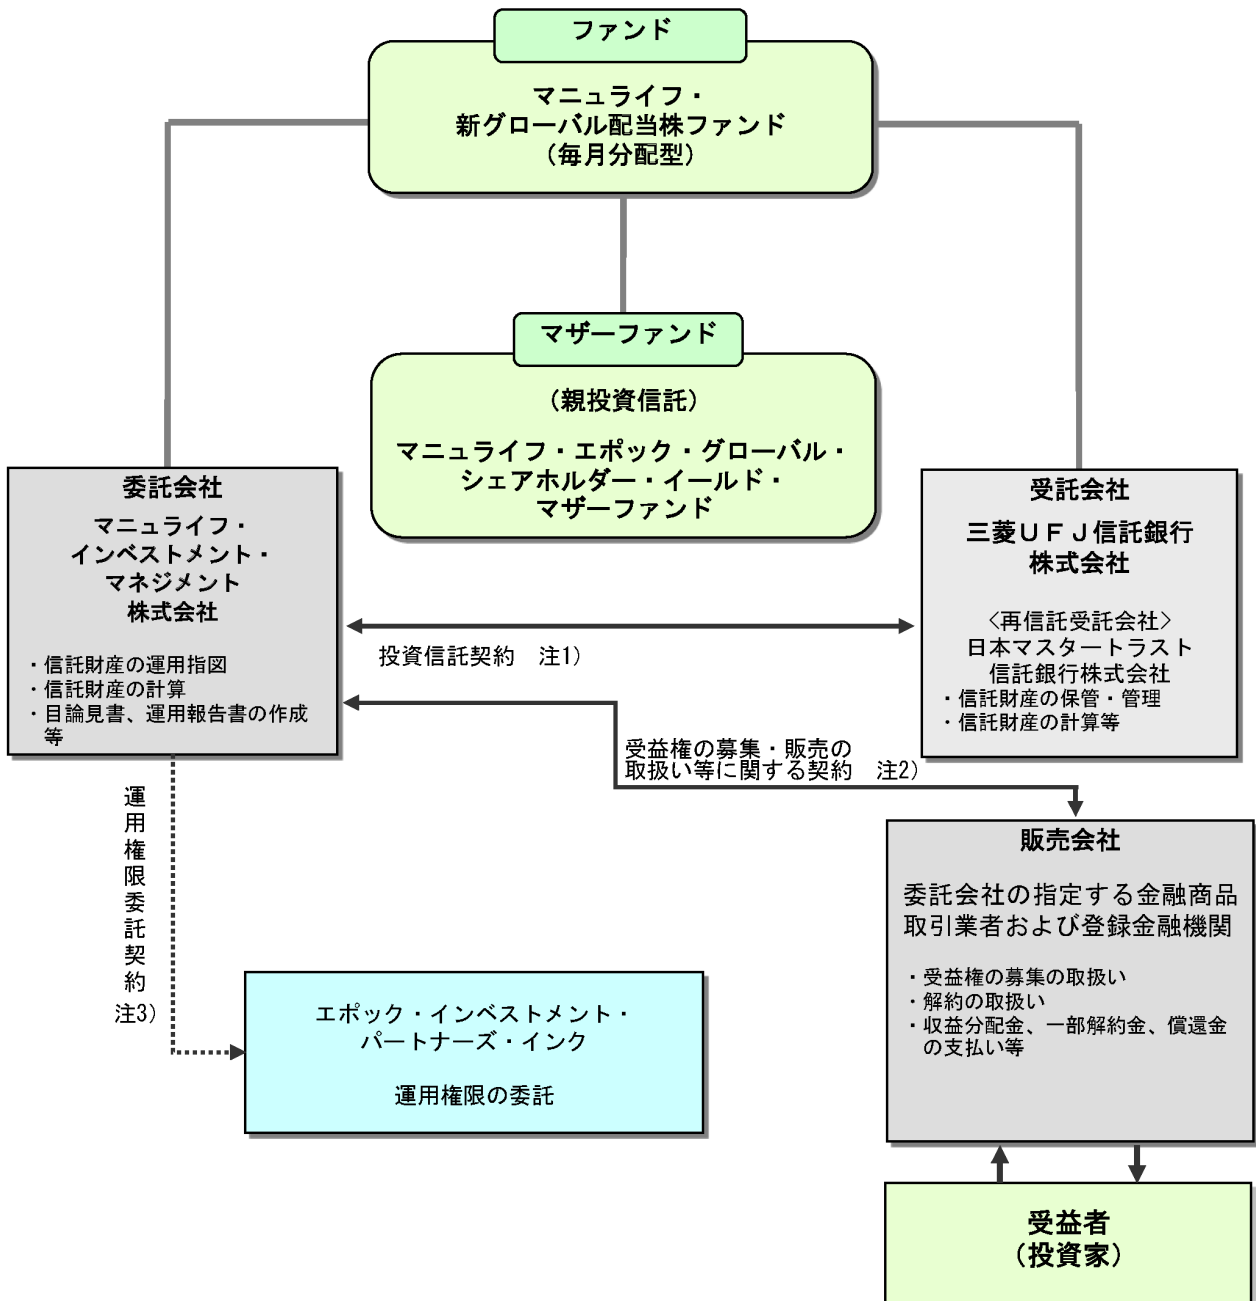 ファンド
マニュライフ・
新グローバル配当株ファンド
（毎月分配型）
マザーファンド
（親投資信託）
マニュライフ・エポック・グローバル・
シェアホルダー・イールド・
マザーファンド
委託会社
マニュライフ・
インベストメント・
マネジメント
株式会社
・信託財産の運用指図
・信託財産の計算
・目論見書、運用報告書の作成
等
受託会社
三菱ＵＦＪ信託銀行
株式会社
〈再信託受託会社〉
日本マスタートラスト
信託銀行株式会社
・信託財産の保管・管理
・信託財産の計算等
投資信託契約　注1）
受益権の募集・販売の
取扱い等に関する契約　注2）
運用権限委託契約
注3）
エポック・インベストメント・
パートナーズ・インク
運用権限の委託
販売会社
委託会社の指定する金融商品
取引業者および登録金融機関
・受益権の募集の取扱い
・解約の取扱い
・収益分配金、一部解約金、償還金
の支払い等
受益者
（投資家）